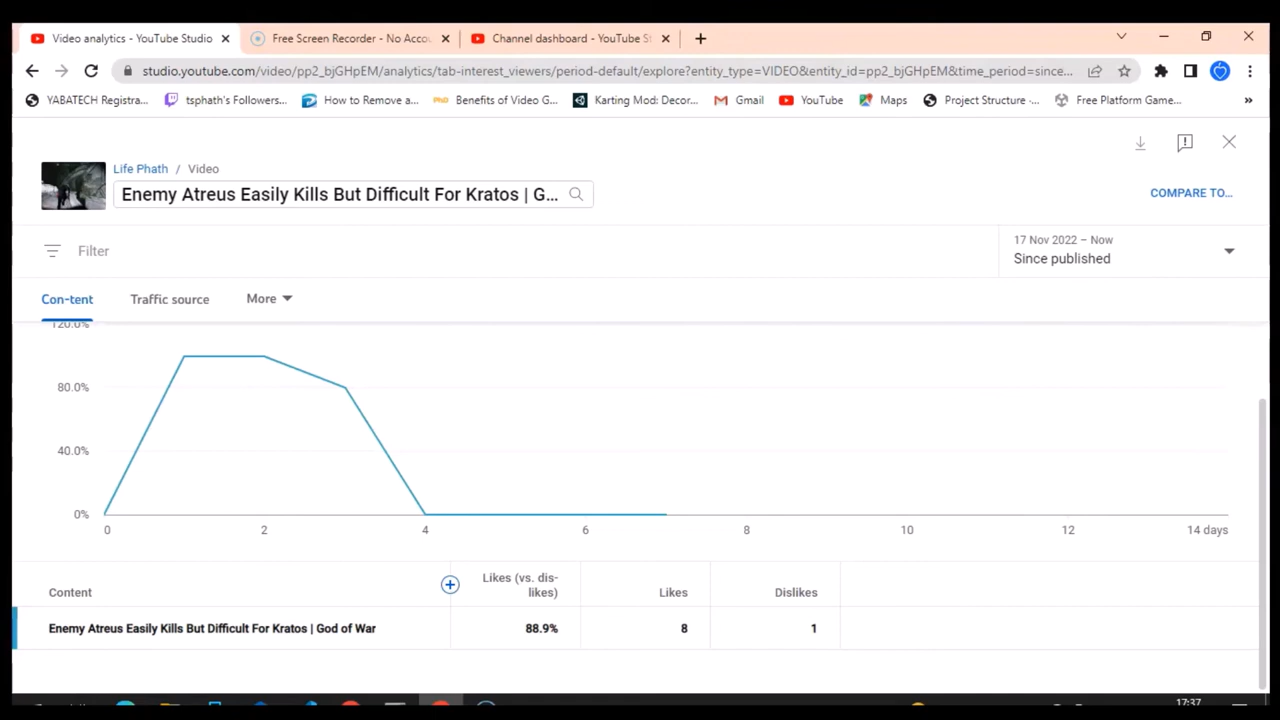 Video analytics - YouTube Studio
Free Screen Recorder - No Accou
Channel dashboard - YouTube St
studio.youtube.com/video/pp2_bjGHpEM/analytics/tab-interest_viewers/period-default/explore?entity_type=VIDEO&entity_id=pp2_bjGHpEM&time_period=since...
YABATECH Registra...
tsphath's Followers...
How to Remove a...
Benefits of Video G...
Karting Mod: Decor...
Gmail
YouTube
Maps
Project Structure -...
Free Platform Game...
»
Life Phath / Video
Enemy Atreus Easily Kills But Difficult For Kratos | G...
COMPARE TO...
Filter
17 Nov 2022 – Now
Since published
Con-tent
Traffic source
More
120.0%
80.0%
40.0%
0%
0 2 4 6 8 10 12 14 days
Content
Likes (vs. dis-
likes)
Likes
Dislikes
Enemy Atreus Easily Kills But Difficult For Kratos | God of War 88.9% 8 1
17:37